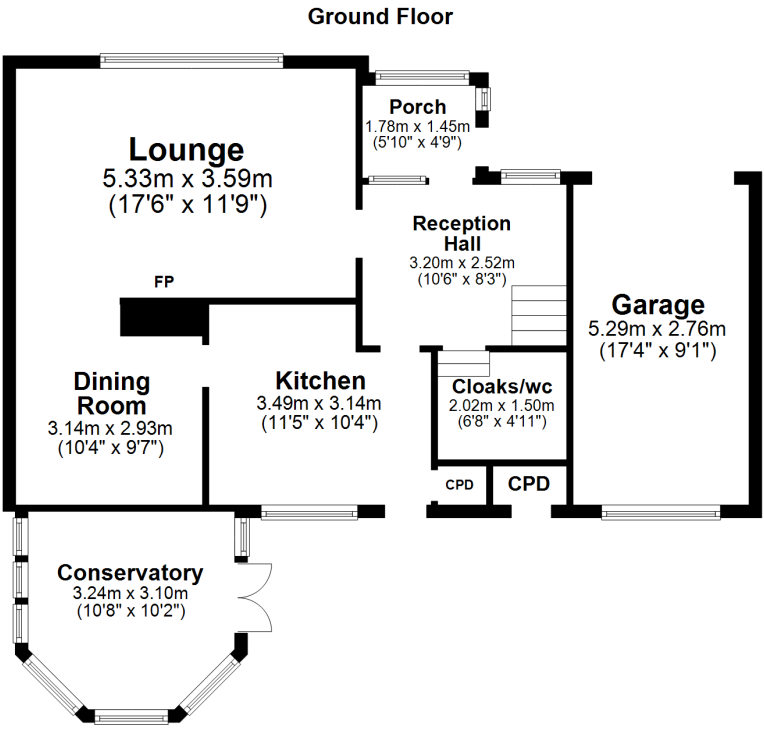 Ground Floor
Porch
1.78m x 1.45m
(5'10" x 4'9")
Lounge
5.33m x 3.59m
(17'6" x 11'9")
Reception
Hall
3.20m x 2.52m
(10'6" x 8'3")
FP
Garage
5.29m x 2.76m
(17'4" x 9'1")
Dining
Room
3.14m x 2.93m
(10'4" x 9'7")
Kitchen
3.49m x 3.14m
(11'5" x 10'4")
Cloaks/wc
2.02m x 1.50m
(6'8" x 4'11")
CPD
CPD
Conservatory
3.24m x 3.10m
(10'8" x 10'2")